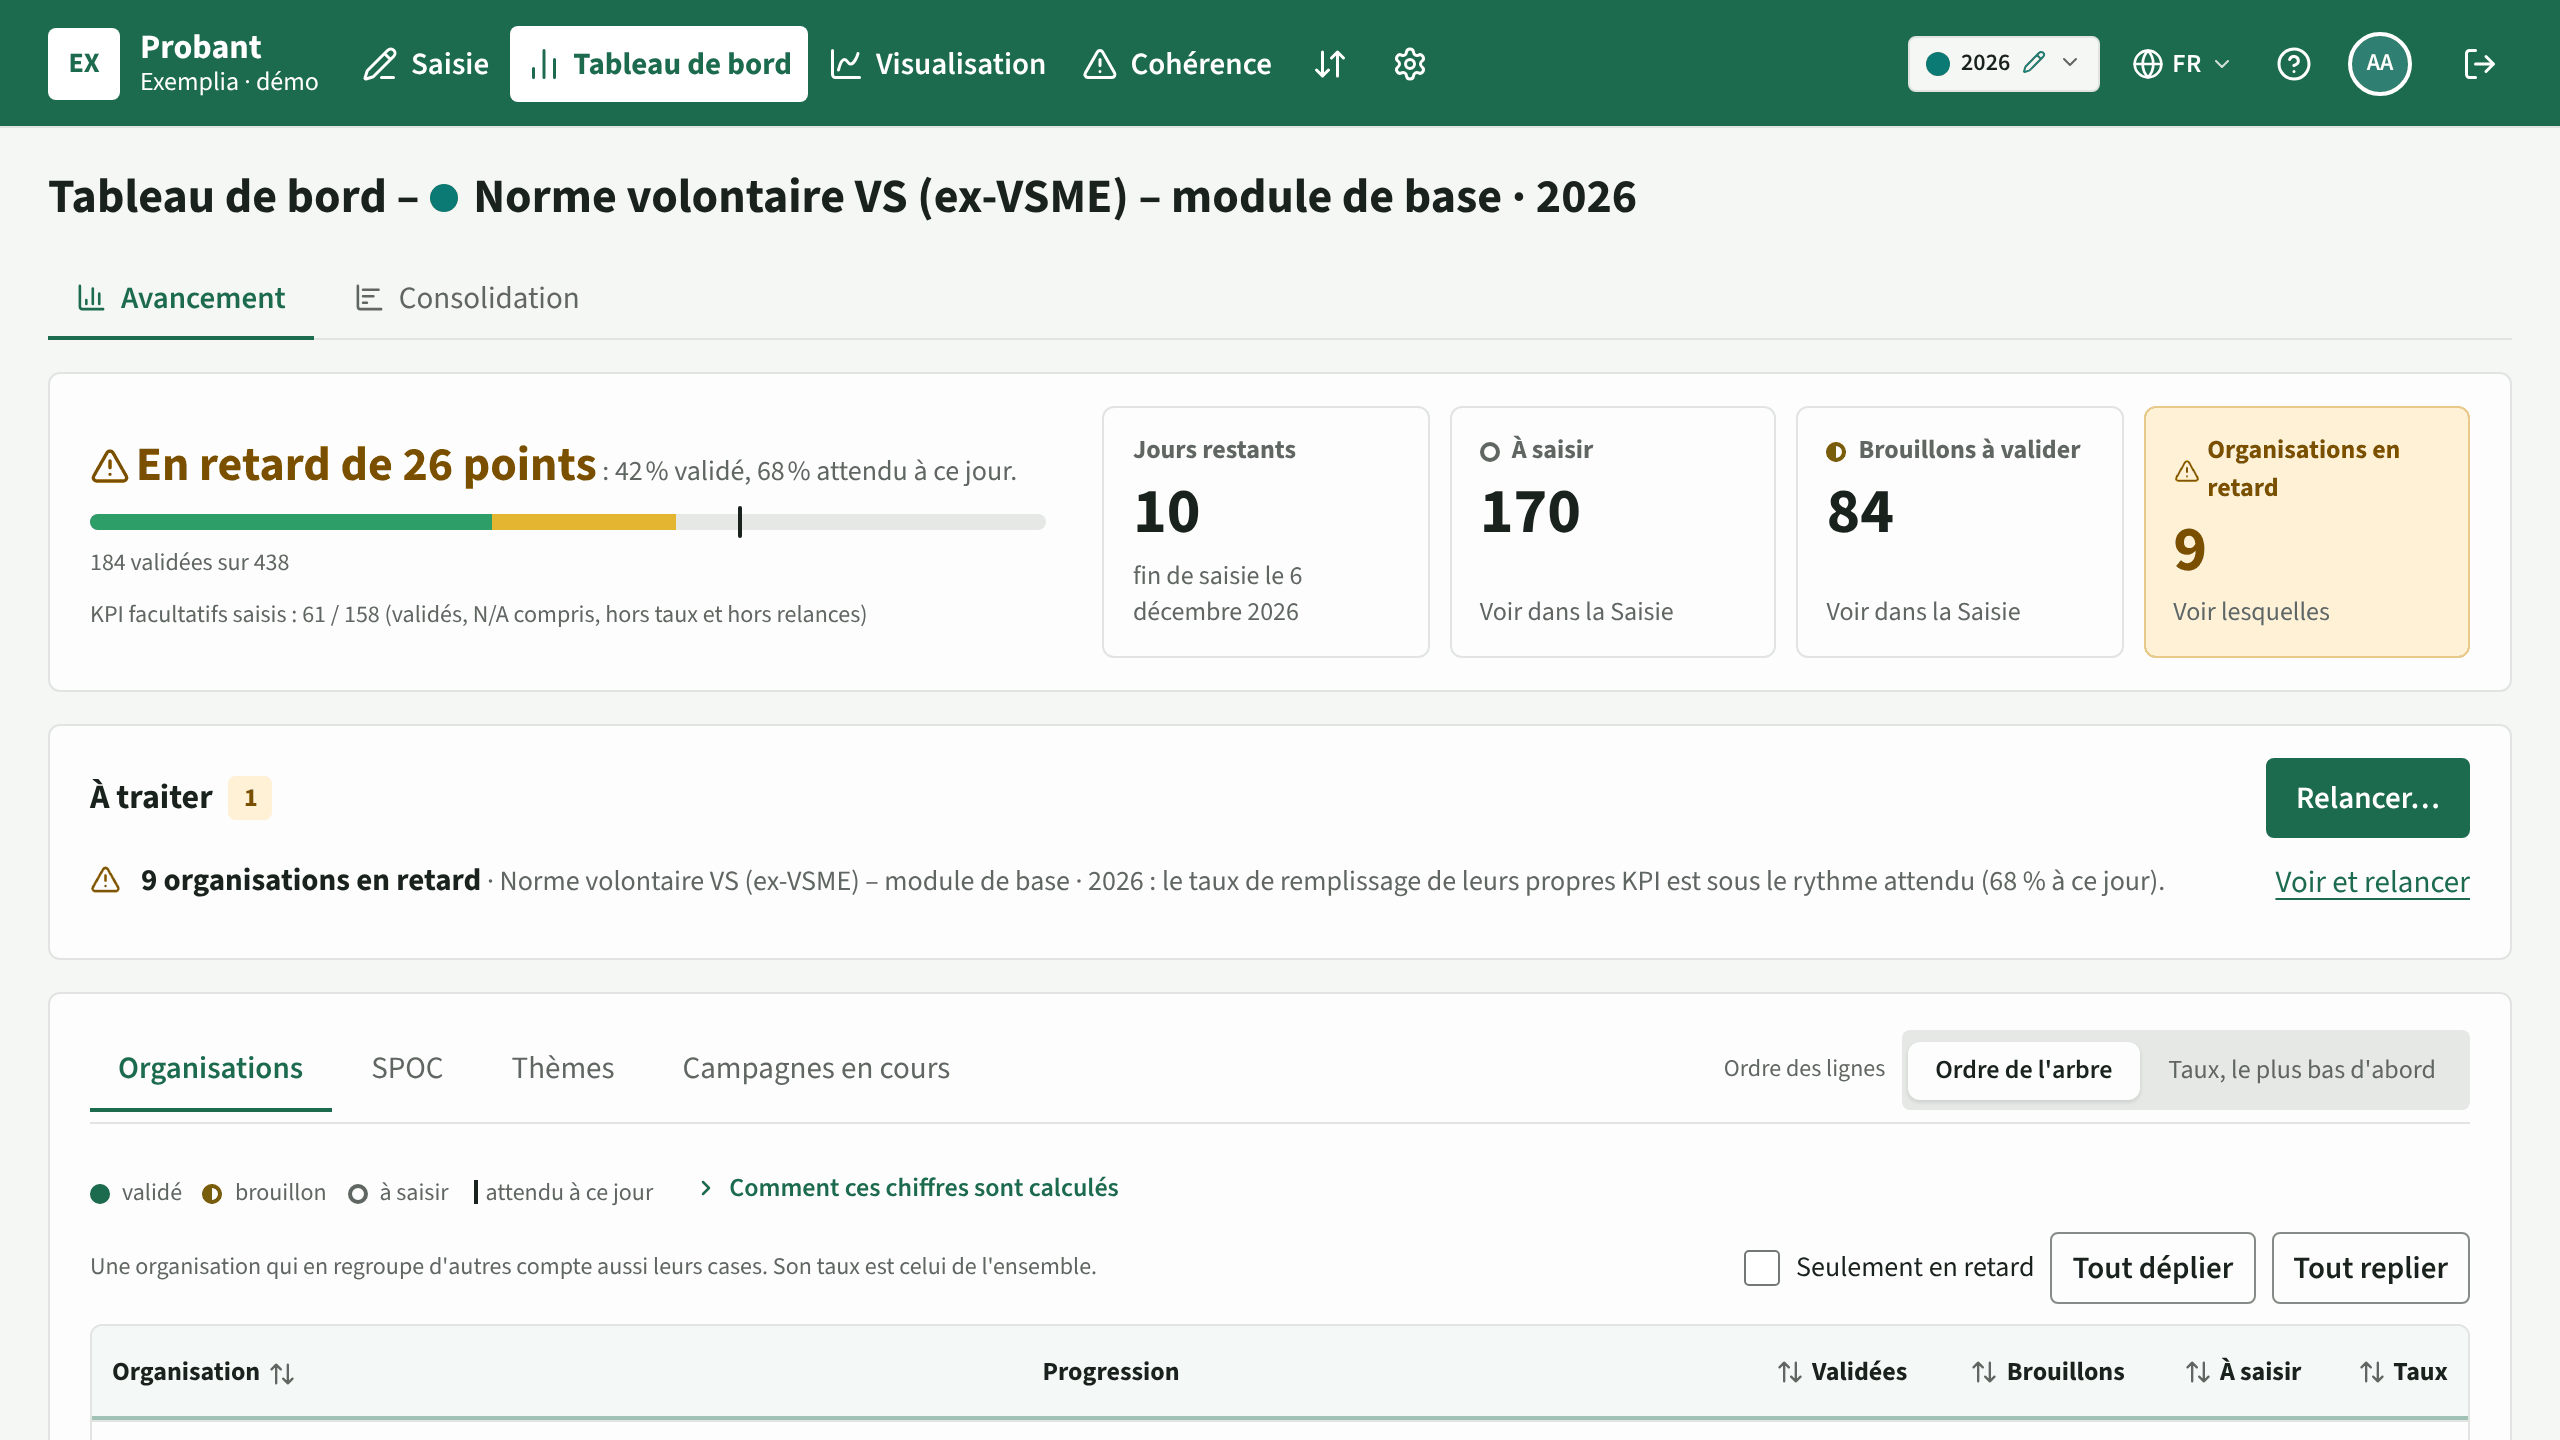 EX
Probant
Exemplia · démo
Saisie
Tableau de bord
Visualisation
Cohérence
2026
FR
AA
Tableau de bord – Norme volontaire VS (ex-VSME) – module de base · 2026
Avancement
Consolidation
En retard de 26 points : 42 % validé, 68 % attendu à ce jour.
184 validées sur 438
KPI facultatifs saisis : 61 / 158 (validés, N/A compris, hors taux et hors relances)
Jours restants
10
fin de saisie le 6
décembre 2026
À saisir
170
Voir dans la Saisie
Brouillons à valider
84
Voir dans la Saisie
Organisations en
retard
9
Voir lesquelles
À traiter 1
Relancer…
9 organisations en retard · Norme volontaire VS (ex-VSME) – module de base · 2026 : le taux de remplissage de leurs propres KPI est sous le rythme attendu (68 % à ce jour).
Voir et relancer
Organisations
SPOC
Thèmes
Campagnes en cours
Ordre des lignes
Ordre de l'arbre
Taux, le plus bas d'abord
validé
brouillon
à saisir
attendu à ce jour
Comment ces chiffres sont calculés
Une organisation qui en regroupe d'autres compte aussi leurs cases. Son taux est celui de l'ensemble.
Seulement en retard
Tout déplier
Tout replier
Organisation
Progression
Validées
Brouillons
À saisir
Taux